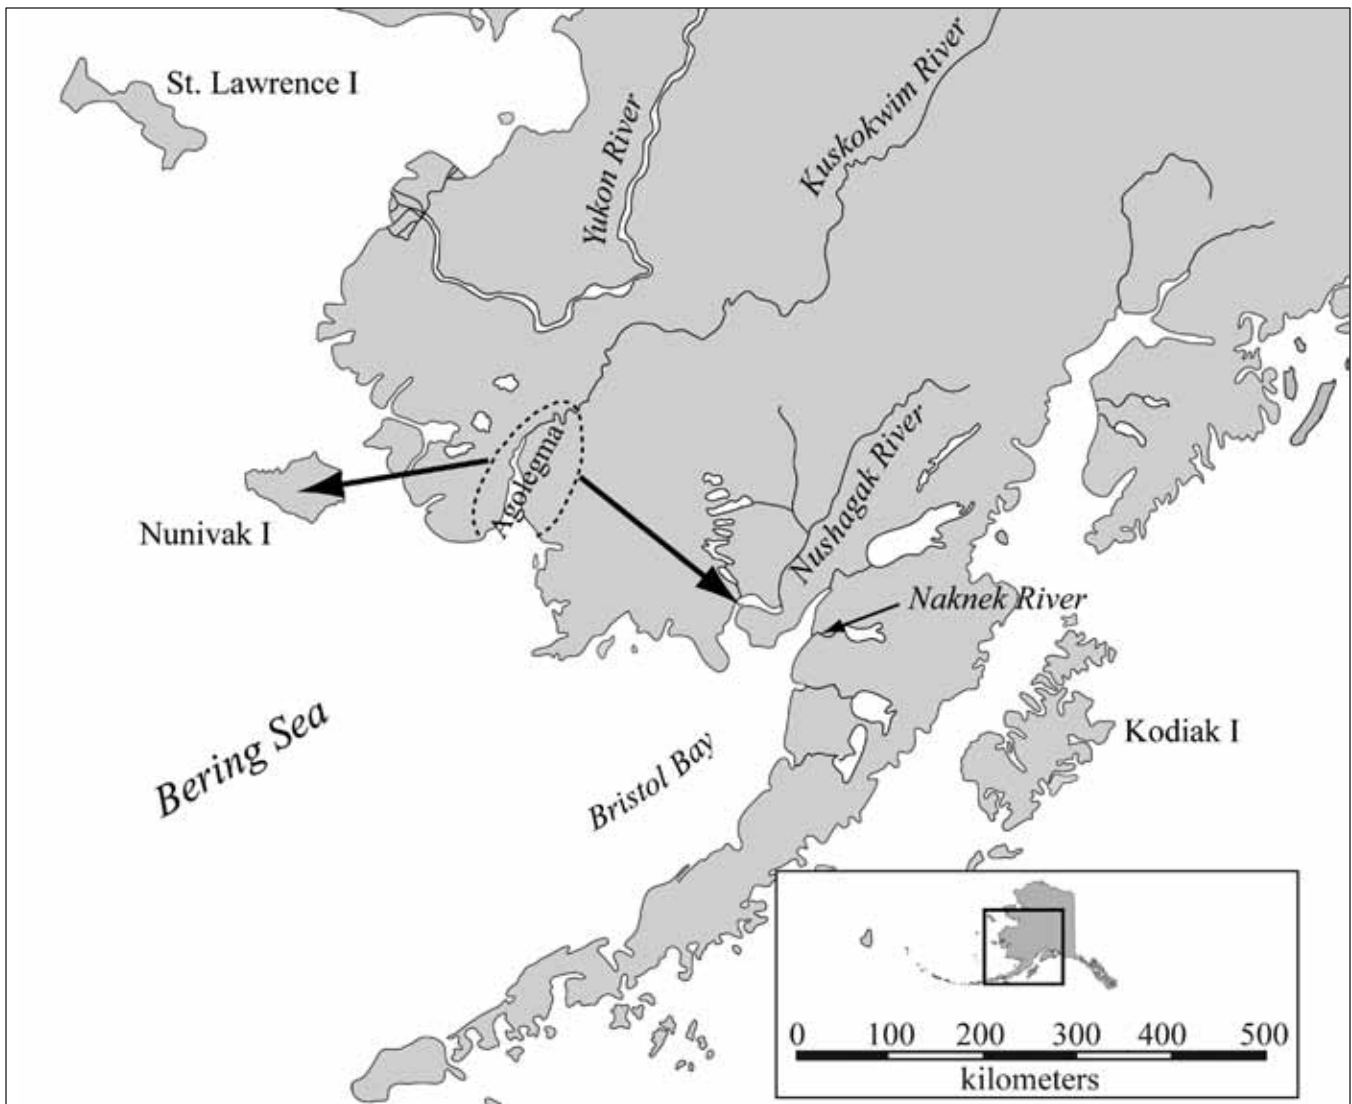 St. Lawrence I
Yukon River
Kuskokwim River
Agolegma
Nushagak River
Nunivak I
Naknek River
Bering Sea
Bristol Bay
Kodiak I
0 100 200 300 400 500
kilometers